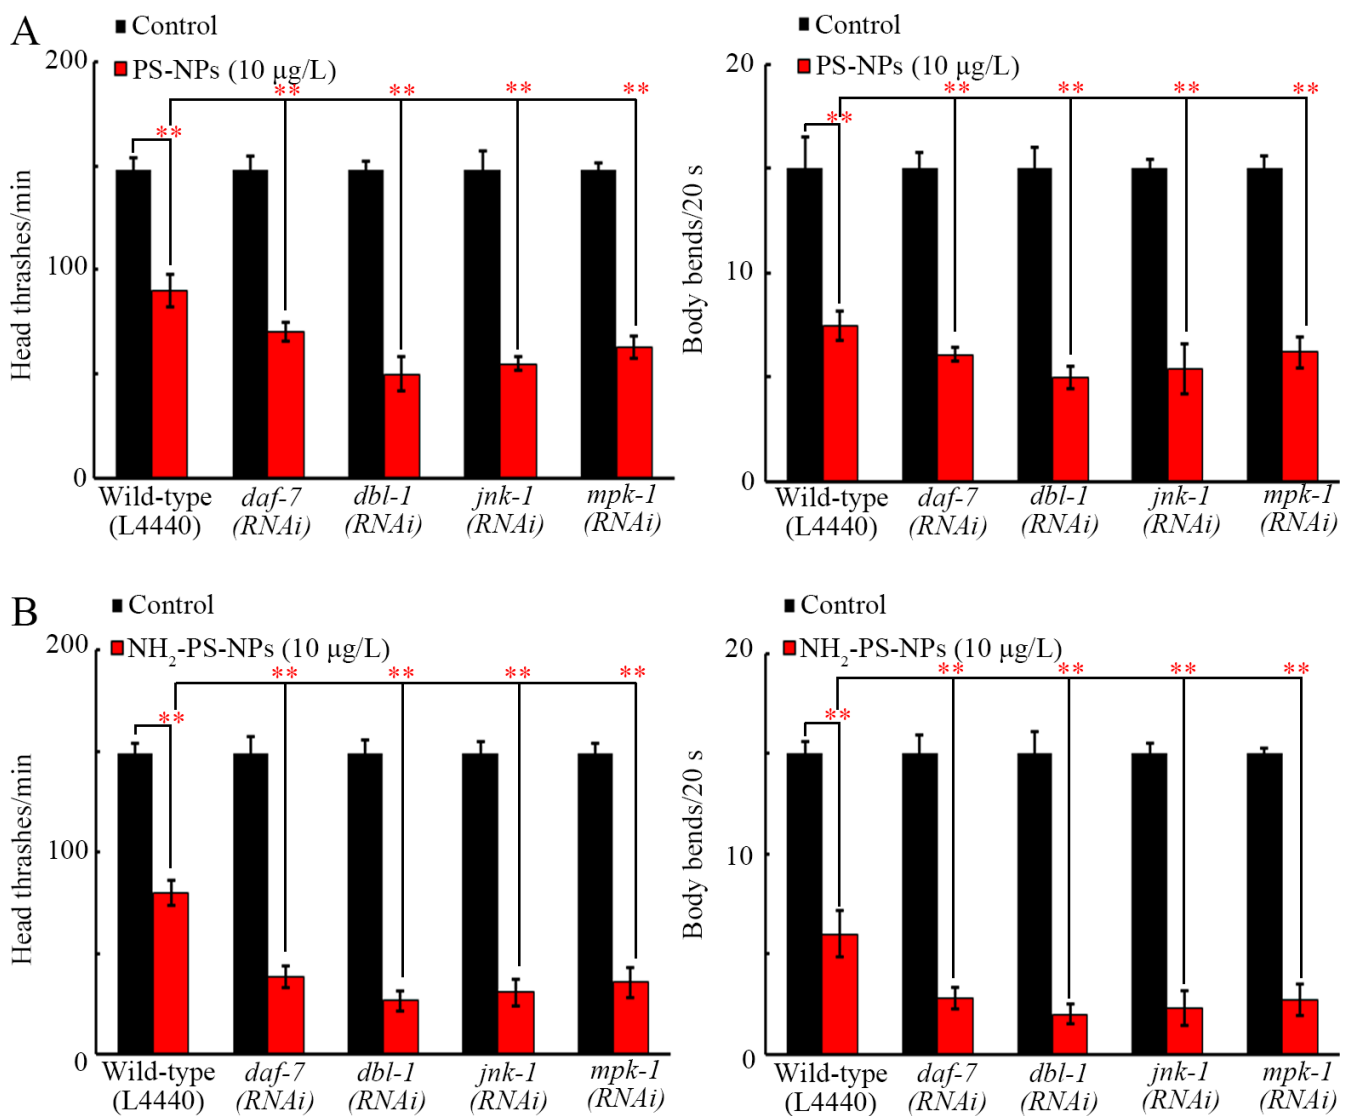 A
■ Control
■ PS-NPs (10 μg/L)
200
100
0
Head thrashes/min
**
**
**
**
**
Wild-type
(L4440)
daf-7
(RNAi)
dbl-1
(RNAi)
jnk-1
(RNAi)
mpk-1
(RNAi)
■ Control
■ PS-NPs (10 μg/L)
20
10
0
Body bends/20 s
**
**
**
**
**
Wild-type
(L4440)
daf-7
(RNAi)
dbl-1
(RNAi)
jnk-1
(RNAi)
mpk-1
(RNAi)
B
■ Control
■ NH₂-PS-NPs (10 μg/L)
200
100
0
Head thrashes/min
**
**
**
**
**
Wild-type
(L4440)
daf-7
(RNAi)
dbl-1
(RNAi)
jnk-1
(RNAi)
mpk-1
(RNAi)
■ Control
■ NH₂-PS-NPs (10 μg/L)
20
10
0
Body bends/20 s
**
**
**
**
**
Wild-type
(L4440)
daf-7
(RNAi)
dbl-1
(RNAi)
jnk-1
(RNAi)
mpk-1
(RNAi)